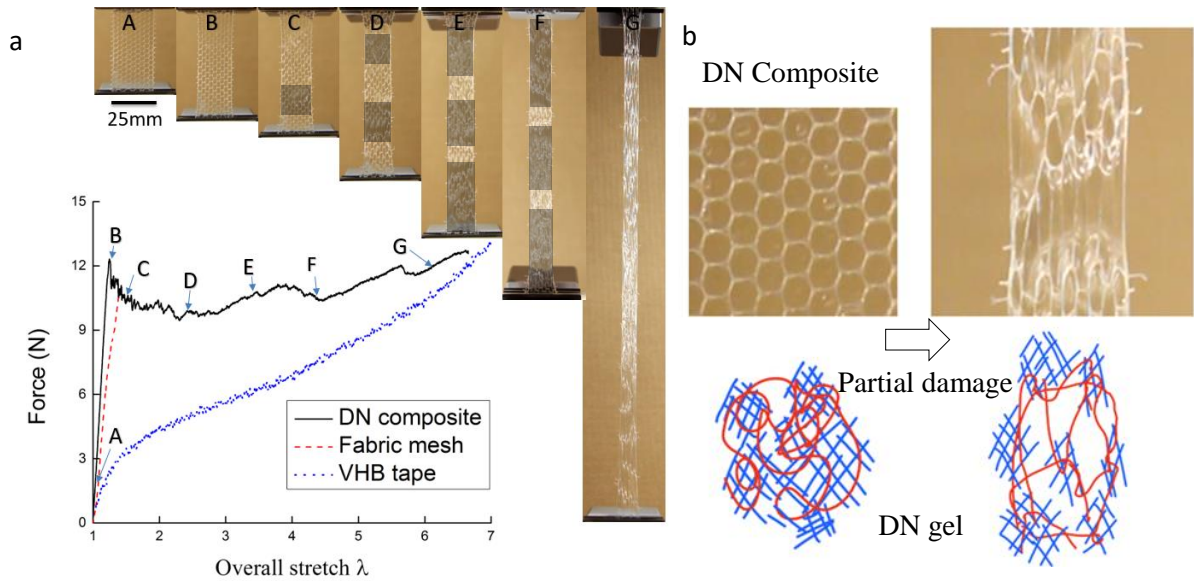 a
A
B
C
D
E
F
G
25mm
15
12
9
6
3
0
Force (N)
B
C
D
E
F
G
A
DN composite
Fabric mesh
VHB tape
1
2
3
4
5
6
7
Overall stretch λ
b
DN Composite
Partial damage
DN gel